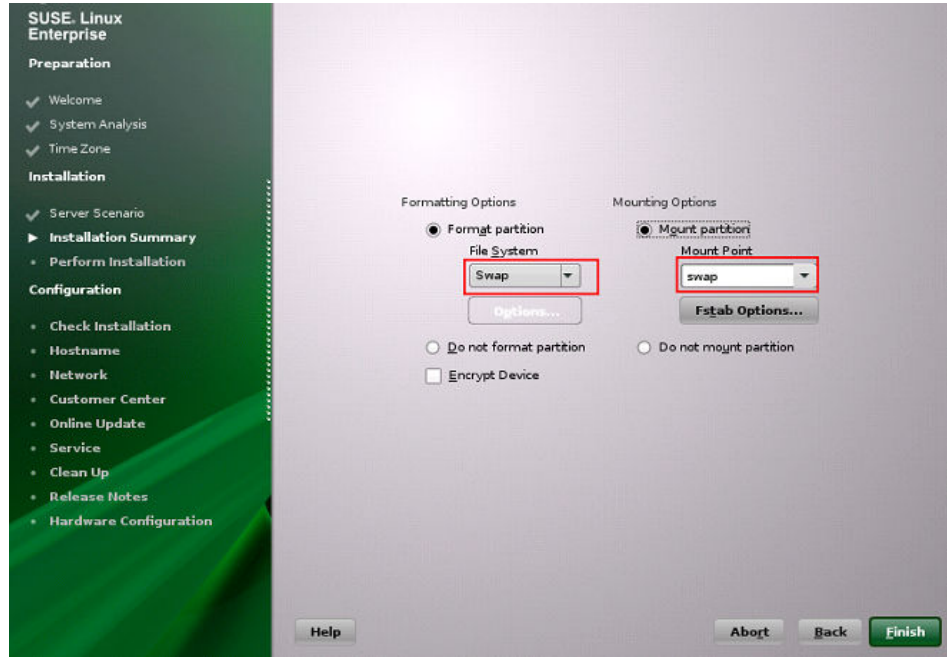 SUSE. Linux
Enterprise
Preparation
Welcome
System Analysis
Time Zone
Installation
Server Scenario
Installation Summary
Perform Installation
Configuration
Check Installation
Hostname
Network
Customer Center
Online Update
Service
Clean Up
Release Notes
Hardware Configuration
Formatting Options
Format partition
File System
Swap
Options...
Do not format partition
Encrypt Device
Mounting Options
Mount partition
Mount Point
swap
Fstab Options...
Do not mount partition
Help
Abort
Back
Finish